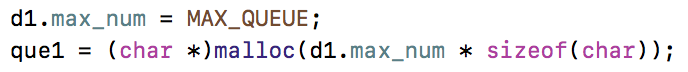 d1.max_num = MAX_QUEUE;
que1 = (char *)malloc(d1.max_num * sizeof(char));